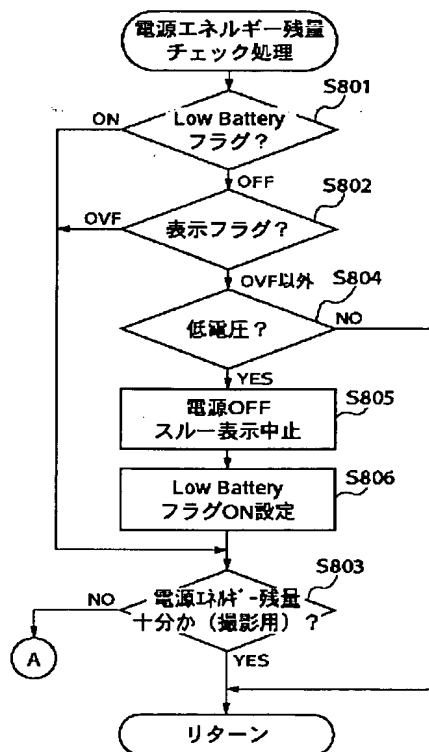 電源エネルギー残量
チェック処理
S801
ON
Low Battery
フラグ？
OFF
S802
OVF
表示フラグ？
OVF以外
S804
低電圧？
NO
YES
S805
電源OFF
スルー表示中止
S806
Low Battery
フラグON設定
S803
NO
電源ｴﾈﾙｷﾞｰ残量
十分か（撮影用）？
A
YES
リターン